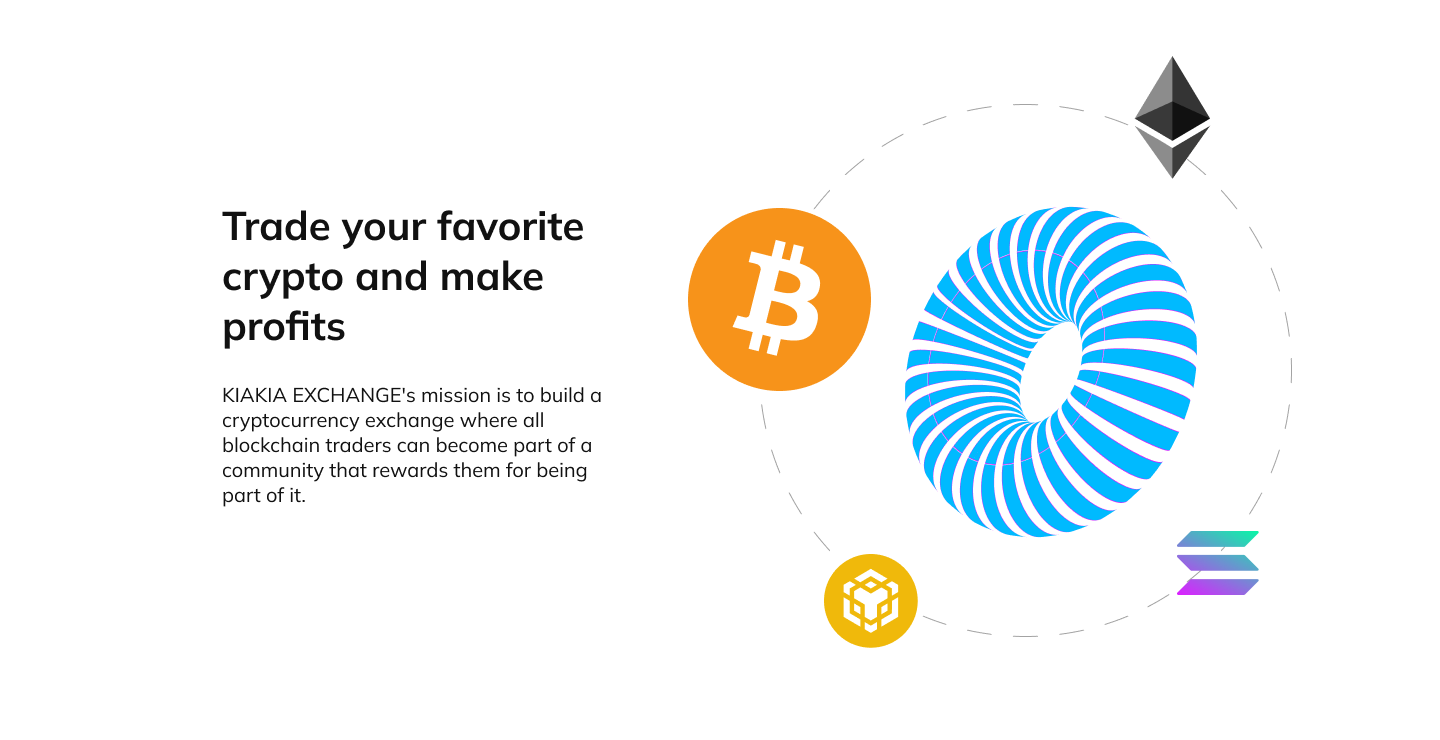 Trade your favorite
crypto and make
profits
KIAKIA EXCHANGE's mission is to build a
cryptocurrency exchange where all
blockchain traders can become part of a
community that rewards them for being
part of it.